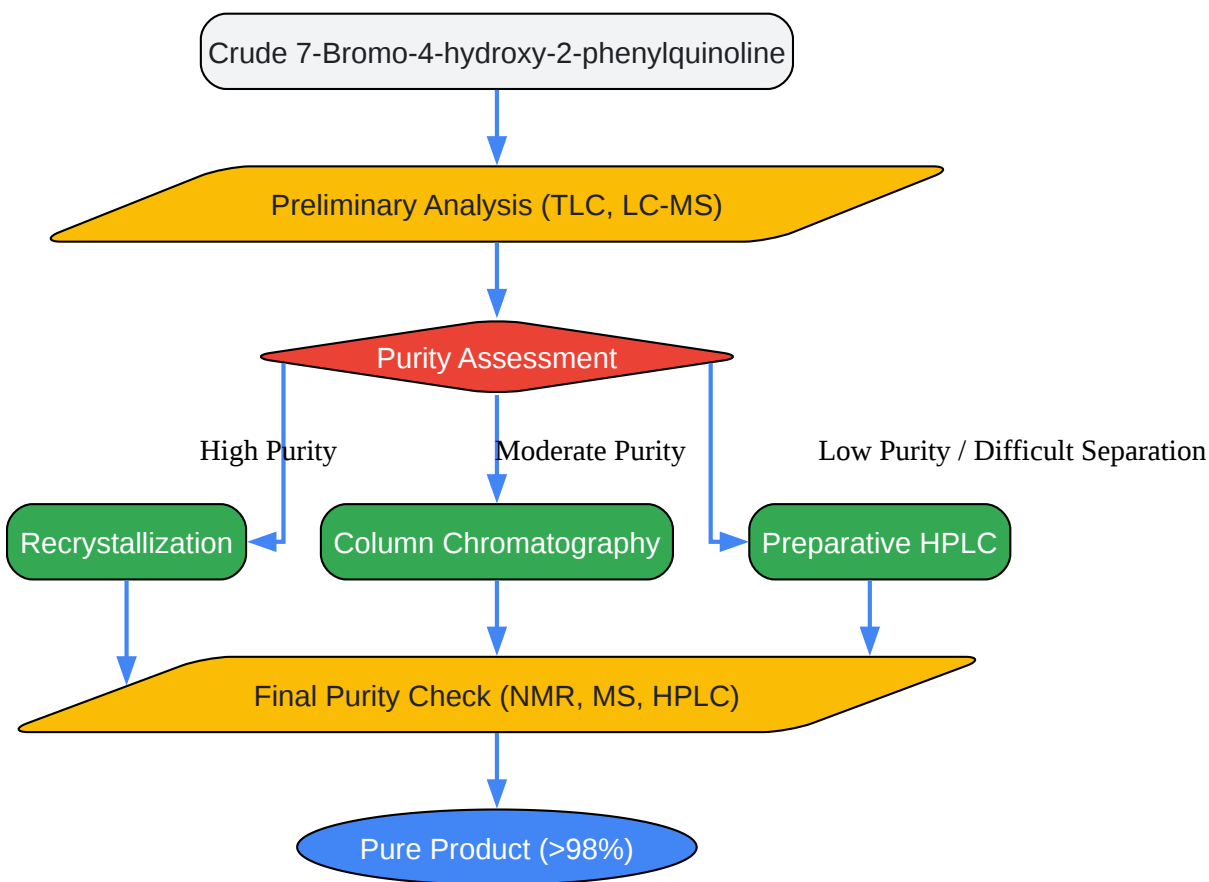 Crude 7-Bromo-4-hydroxy-2-phenylquinoline
Preliminary Analysis (TLC, LC-MS)
Purity Assessment
High Purity
Moderate Purity
Low Purity / Difficult Separation
Recrystallization
Column Chromatography
Preparative HPLC
Final Purity Check (NMR, MS, HPLC)
Pure Product (>98%)